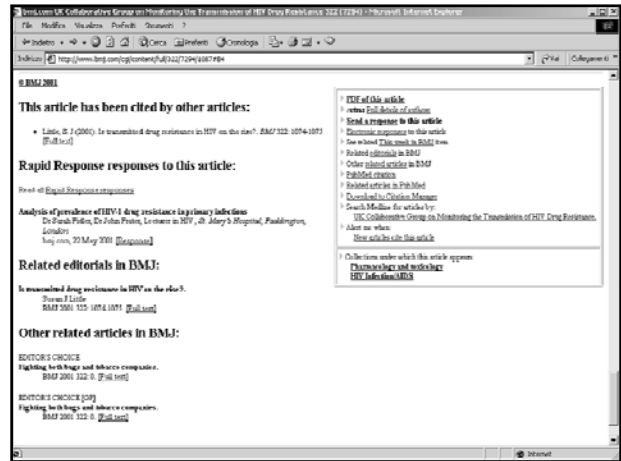 bmj.com UK Collaborative Group on Monitoring the Transmission of HIV Drug Resistance 322 (7294) - Microsoft Internet Explorer
File Modifica Visualizza Preferiti Strumenti ?
Indietro Cerca Preferiti Cronologia
Indirizzo http://www.bmj.com/cgi/content/full/322/7294/1087#B4 Vai Collegamenti
© BMJ 2001
This article has been cited by other articles:
Little, S. J (2001). Is transmitted drug resistance in HIV on the rise?. BMJ 322: 1074-1075
[Full text]
Rapid Response responses to this article:
Read all Rapid Response responses
Analysis of prevalence of HIV-1 drug resistance in primary infections
De Sarah Fidler, Dr John Frater, Lecturer in HIV, St. Mary's Hospital, Paddington,
London
bmj.com, 22 May 2001 [Response]
Related editorials in BMJ:
Is transmitted drug resistance in HIV on the rise?.
Susan J Little
BMJ 2001 322: 1074-1075. [Full text]
Other related articles in BMJ:
EDITOR'S CHOICE
Fighting both bugs and tobacco companies.
BMJ 2001 322: 0. [Full text]
EDITOR'S CHOICE [GP]
Fighting both bugs and tobacco companies.
BMJ 2001 322: 0. [Full text]
PDF of this article
extra: Full details of authors
Send a response to this article
Electronic responses to this article
See related This week in BMJ item
Related editorials in BMJ
Other related articles in BMJ
PubMed citation
Related articles in PubMed
Download to Citation Manager
Search Medline for articles by:
UK Collaborative Group on Monitoring the Transmission of HIV Drug Resistance,
Alert me when:
New articles cite this article
Collections under which this article appears:
Pharmacology and toxicology
HIV Infection/AIDS
Internet